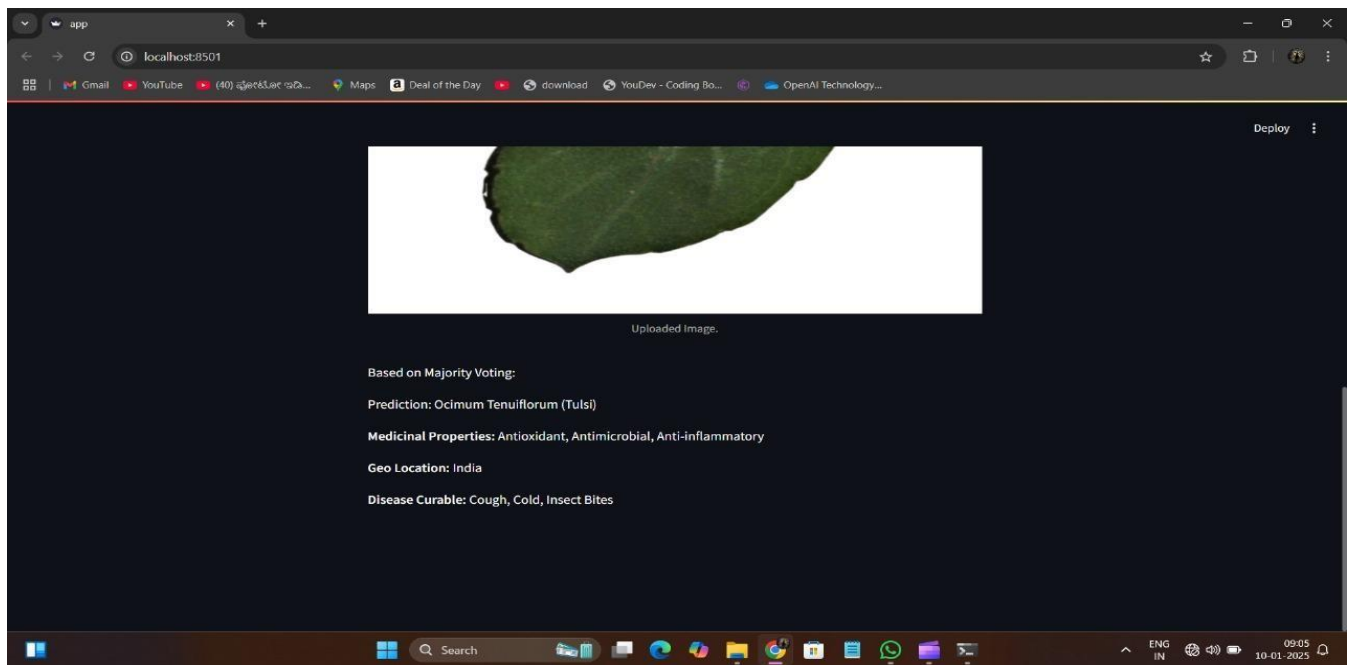 app
localhost:8501
Gmail YouTube (40) Maps Deal of the Day download YouDev - Coding Bo... OpenAI Technology...
Deploy
Uploaded Image.
Based on Majority Voting:
Prediction: Ocimum Tenuiflorum (Tulsi)
Medicinal Properties: Antioxidant, Antimicrobial, Anti-inflammatory
Geo Location: India
Disease Curable: Cough, Cold, Insect Bites
Search
ENG
IN
09:05
10-01-2025